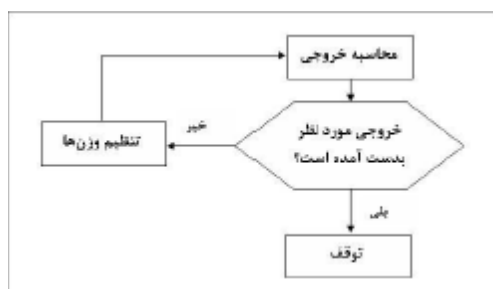 محاسبه خروجی
خروجی مورد نظر
بدست آمده است؟
خیر
تنظیم وزن‌ها
بلی
توقف